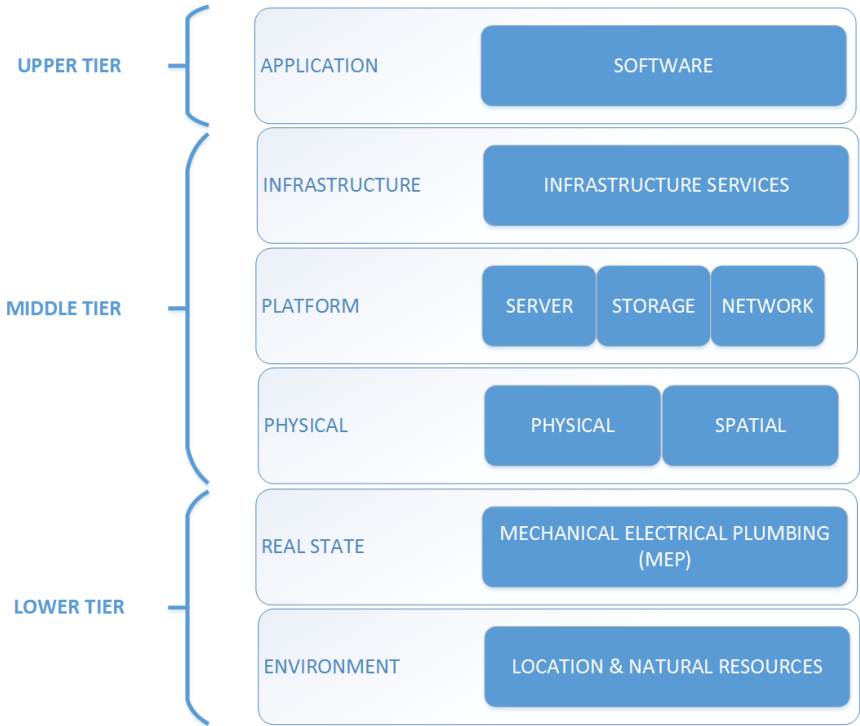 UPPER TIER
APPLICATION
SOFTWARE
INFRASTRUCTURE
INFRASTRUCTURE SERVICES
MIDDLE TIER
PLATFORM
SERVER
STORAGE
NETWORK
PHYSICAL
PHYSICAL
SPATIAL
LOWER TIER
REAL STATE
MECHANICAL ELECTRICAL PLUMBING
(MEP)
ENVIRONMENT
LOCATION & NATURAL RESOURCES